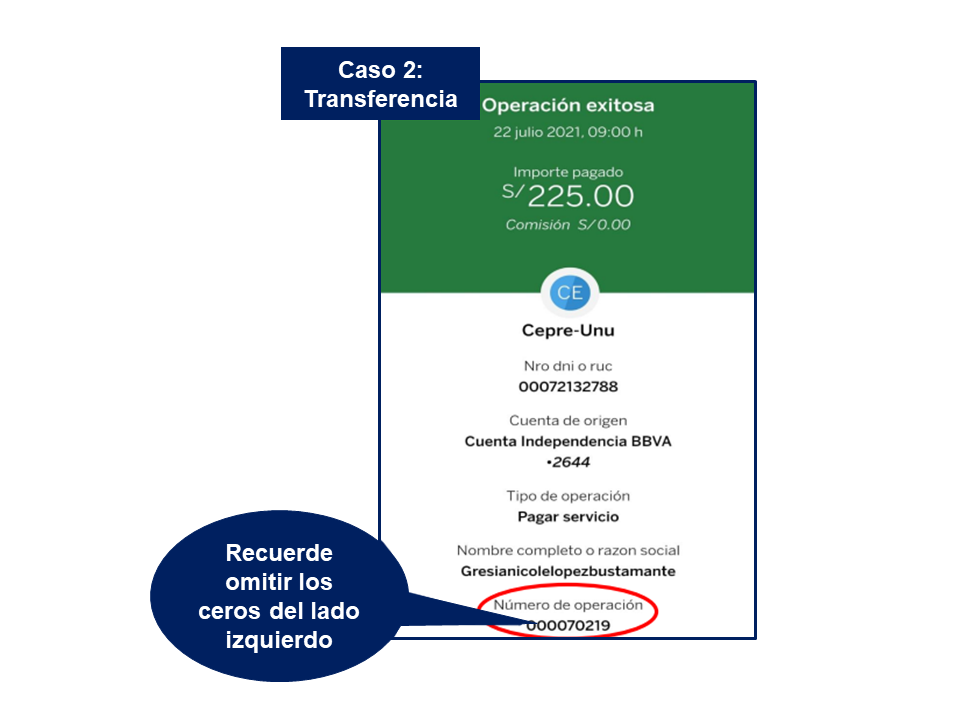 Caso 2:
Transferencia
Operación exitosa
22 julio 2021, 09:00 h
Importe pagado
S/225.00
Comisión S/0.00
CE
Cepre-Unu
Nro dni o ruc
00072132788
Cuenta de origen
Cuenta Independencia BBVA
•2644
Tipo de operación
Pagar servicio
Nombre completo o razon social
Gresianicolelopezbustamante
Número de operación
000070219
Recuerde
omitir los
ceros del lado
izquierdo